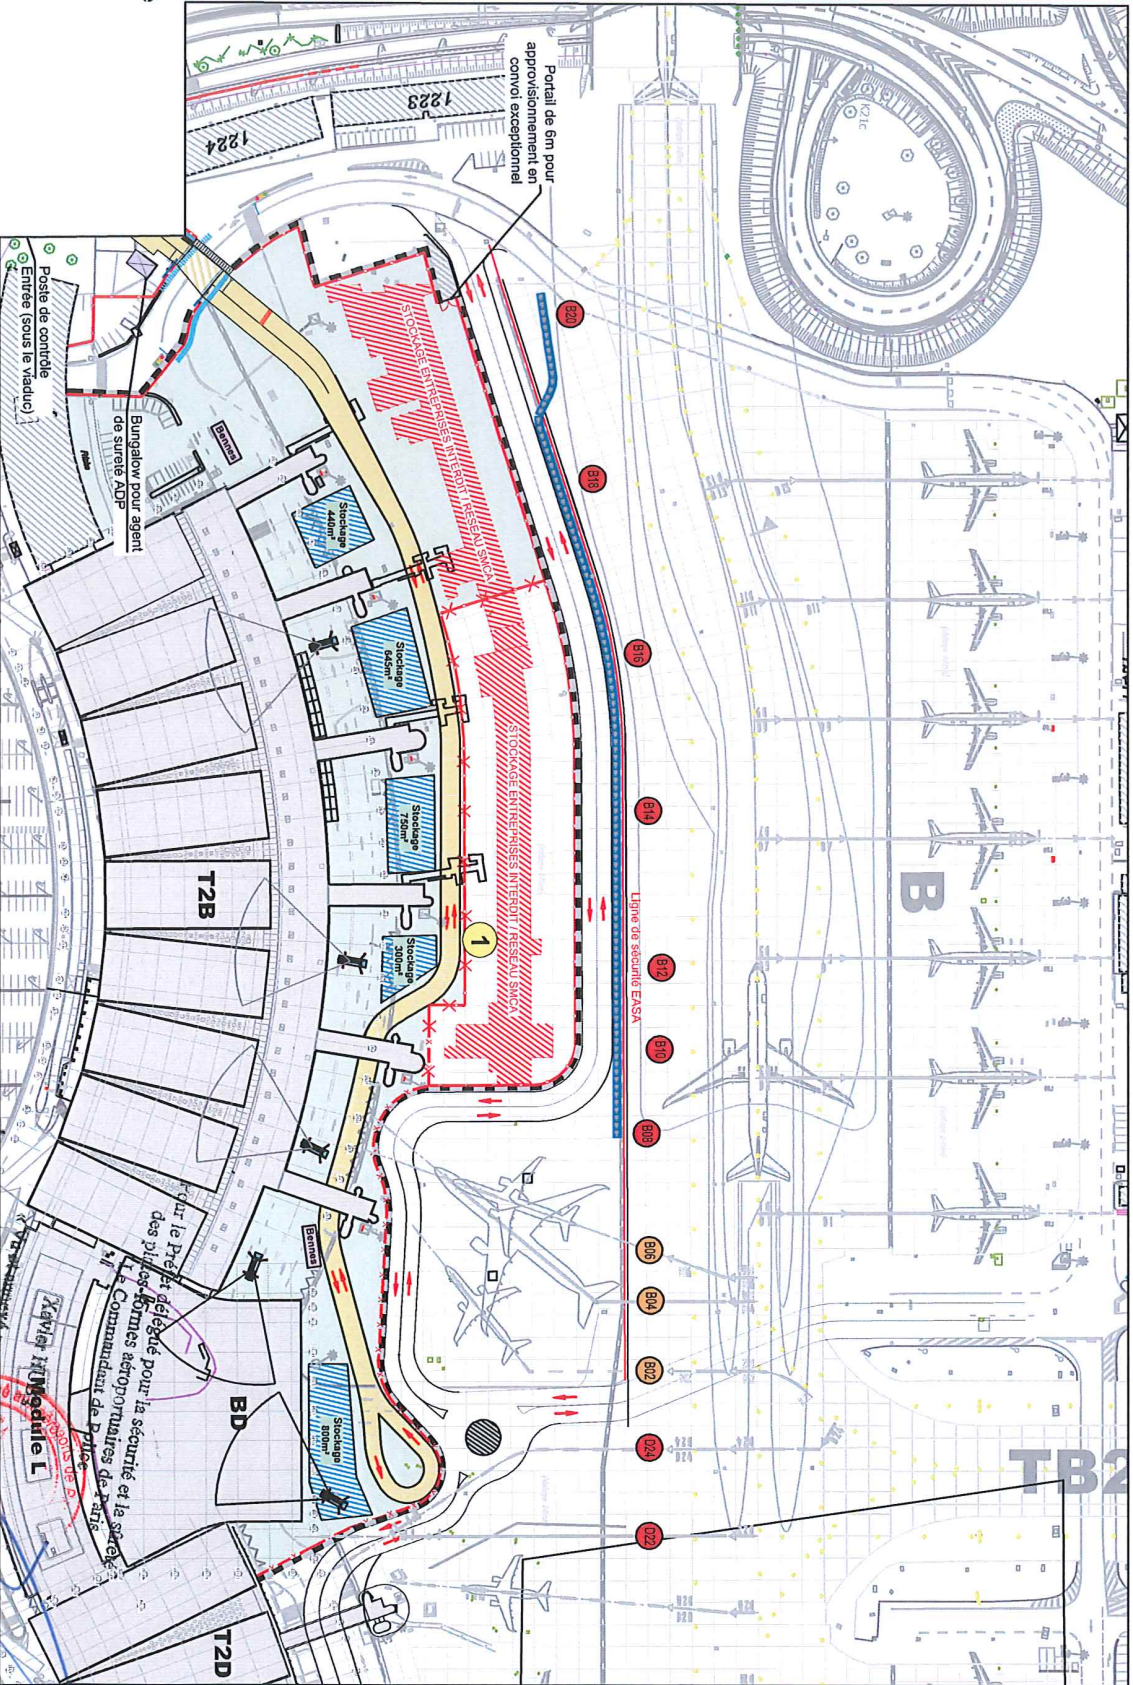 Portail de 6m pour
approvisionnement en
convoi exceptionnel
1223
1224
K21c
B20
B18
B16
B14
B12
B10
B08
B06
B04
B02
D24
D22
B
TB2
Ligne de sécurité EASA
STOCKAGE ENTREPRISES INTERDIT / RESEAU SMCA
STOCKAGE ENTREPRISES INTERDIT / RESEAU SMCA
1
Poste de contrôle
Entrée (sous le viaduc)
Bungalow pour agent
de sureté ADP
Bennes
Stockage
440m²
Stockage
645m²
Stockage
750m²
Stockage
300m²
Bennes
Stockage
800m²
T2B
BD
T2D
Module L
Pour le Préfet délégué pour la sécurité et la sûreté
des plates-formes aéroportuaires de Paris
Le Commandant de Police
Xavier